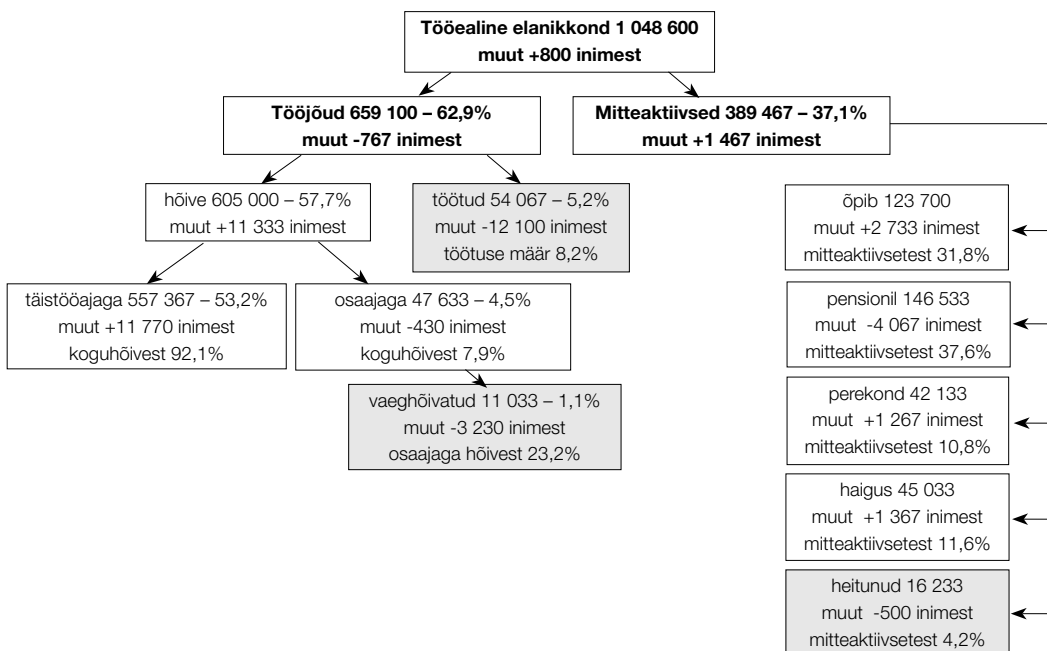 Tööealine elanikkond 1 048 600
muut +800 inimest
Tööjõud 659 100 – 62,9%
muut -767 inimest
Mitteaktiivsed 389 467 – 37,1%
muut +1 467 inimest
hõive 605 000 – 57,7%
muut +11 333 inimest
töötud 54 067 – 5,2%
muut -12 100 inimest
töötuse määr 8,2%
täistööajaga 557 367 – 53,2%
muut +11 770 inimest
koguhõivest 92,1%
osaajaga 47 633 – 4,5%
muut -430 inimest
koguhõivest 7,9%
vaeghõivatud 11 033 – 1,1%
muut -3 230 inimest
osaajaga hõivest 23,2%
õpib 123 700
muut +2 733 inimest
mitteaktiivsetest 31,8%
pensionil 146 533
muut -4 067 inimest
mitteaktiivsetest 37,6%
perekond 42 133
muut +1 267 inimest
mitteaktiivsetest 10,8%
haigus 45 033
muut +1 367 inimest
mitteaktiivsetest 11,6%
heitunud 16 233
muut -500 inimest
mitteaktiivsetest 4,2%